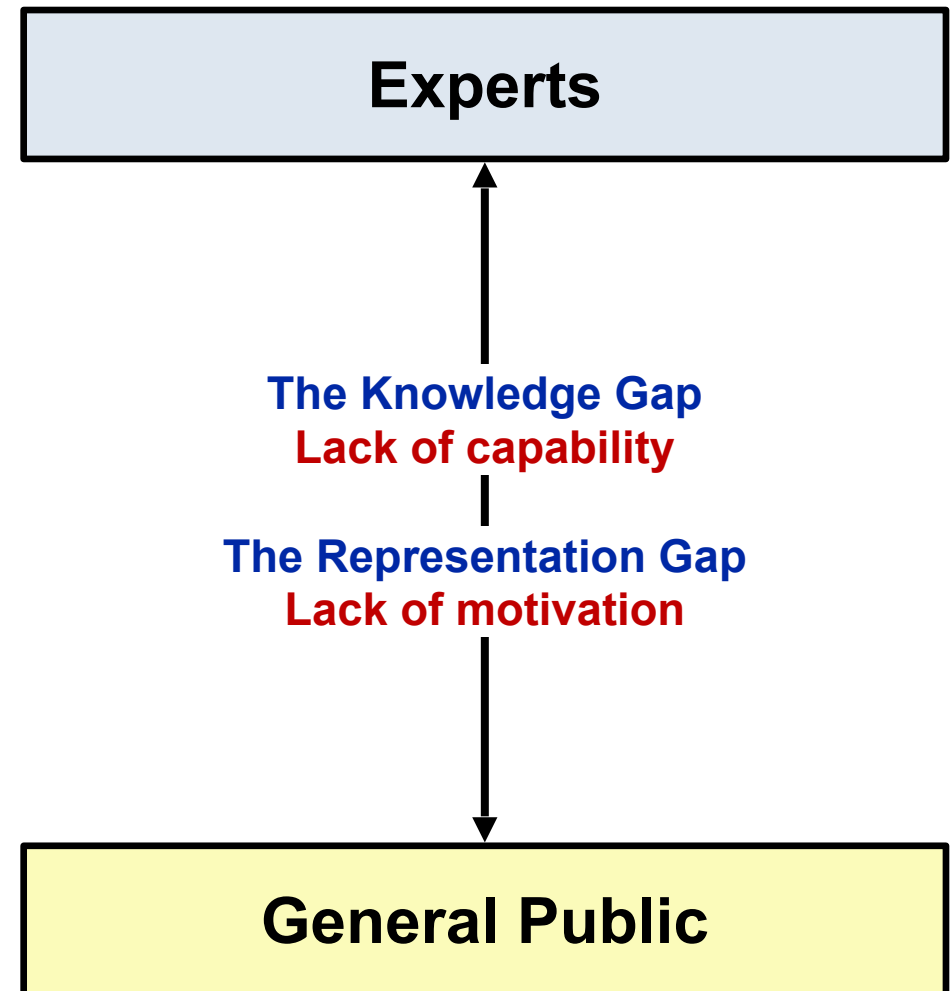 Experts
The Knowledge Gap
Lack of capability
The Representation Gap
Lack of motivation
General Public